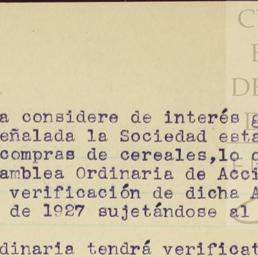 a considere de interés g
eñalada la Sociedad esta
compras de cereales,lo c
amblea Ordinaria de Acci
verificación de dicha A
de 1927 sujetándose al
dinaria tendrá verificat